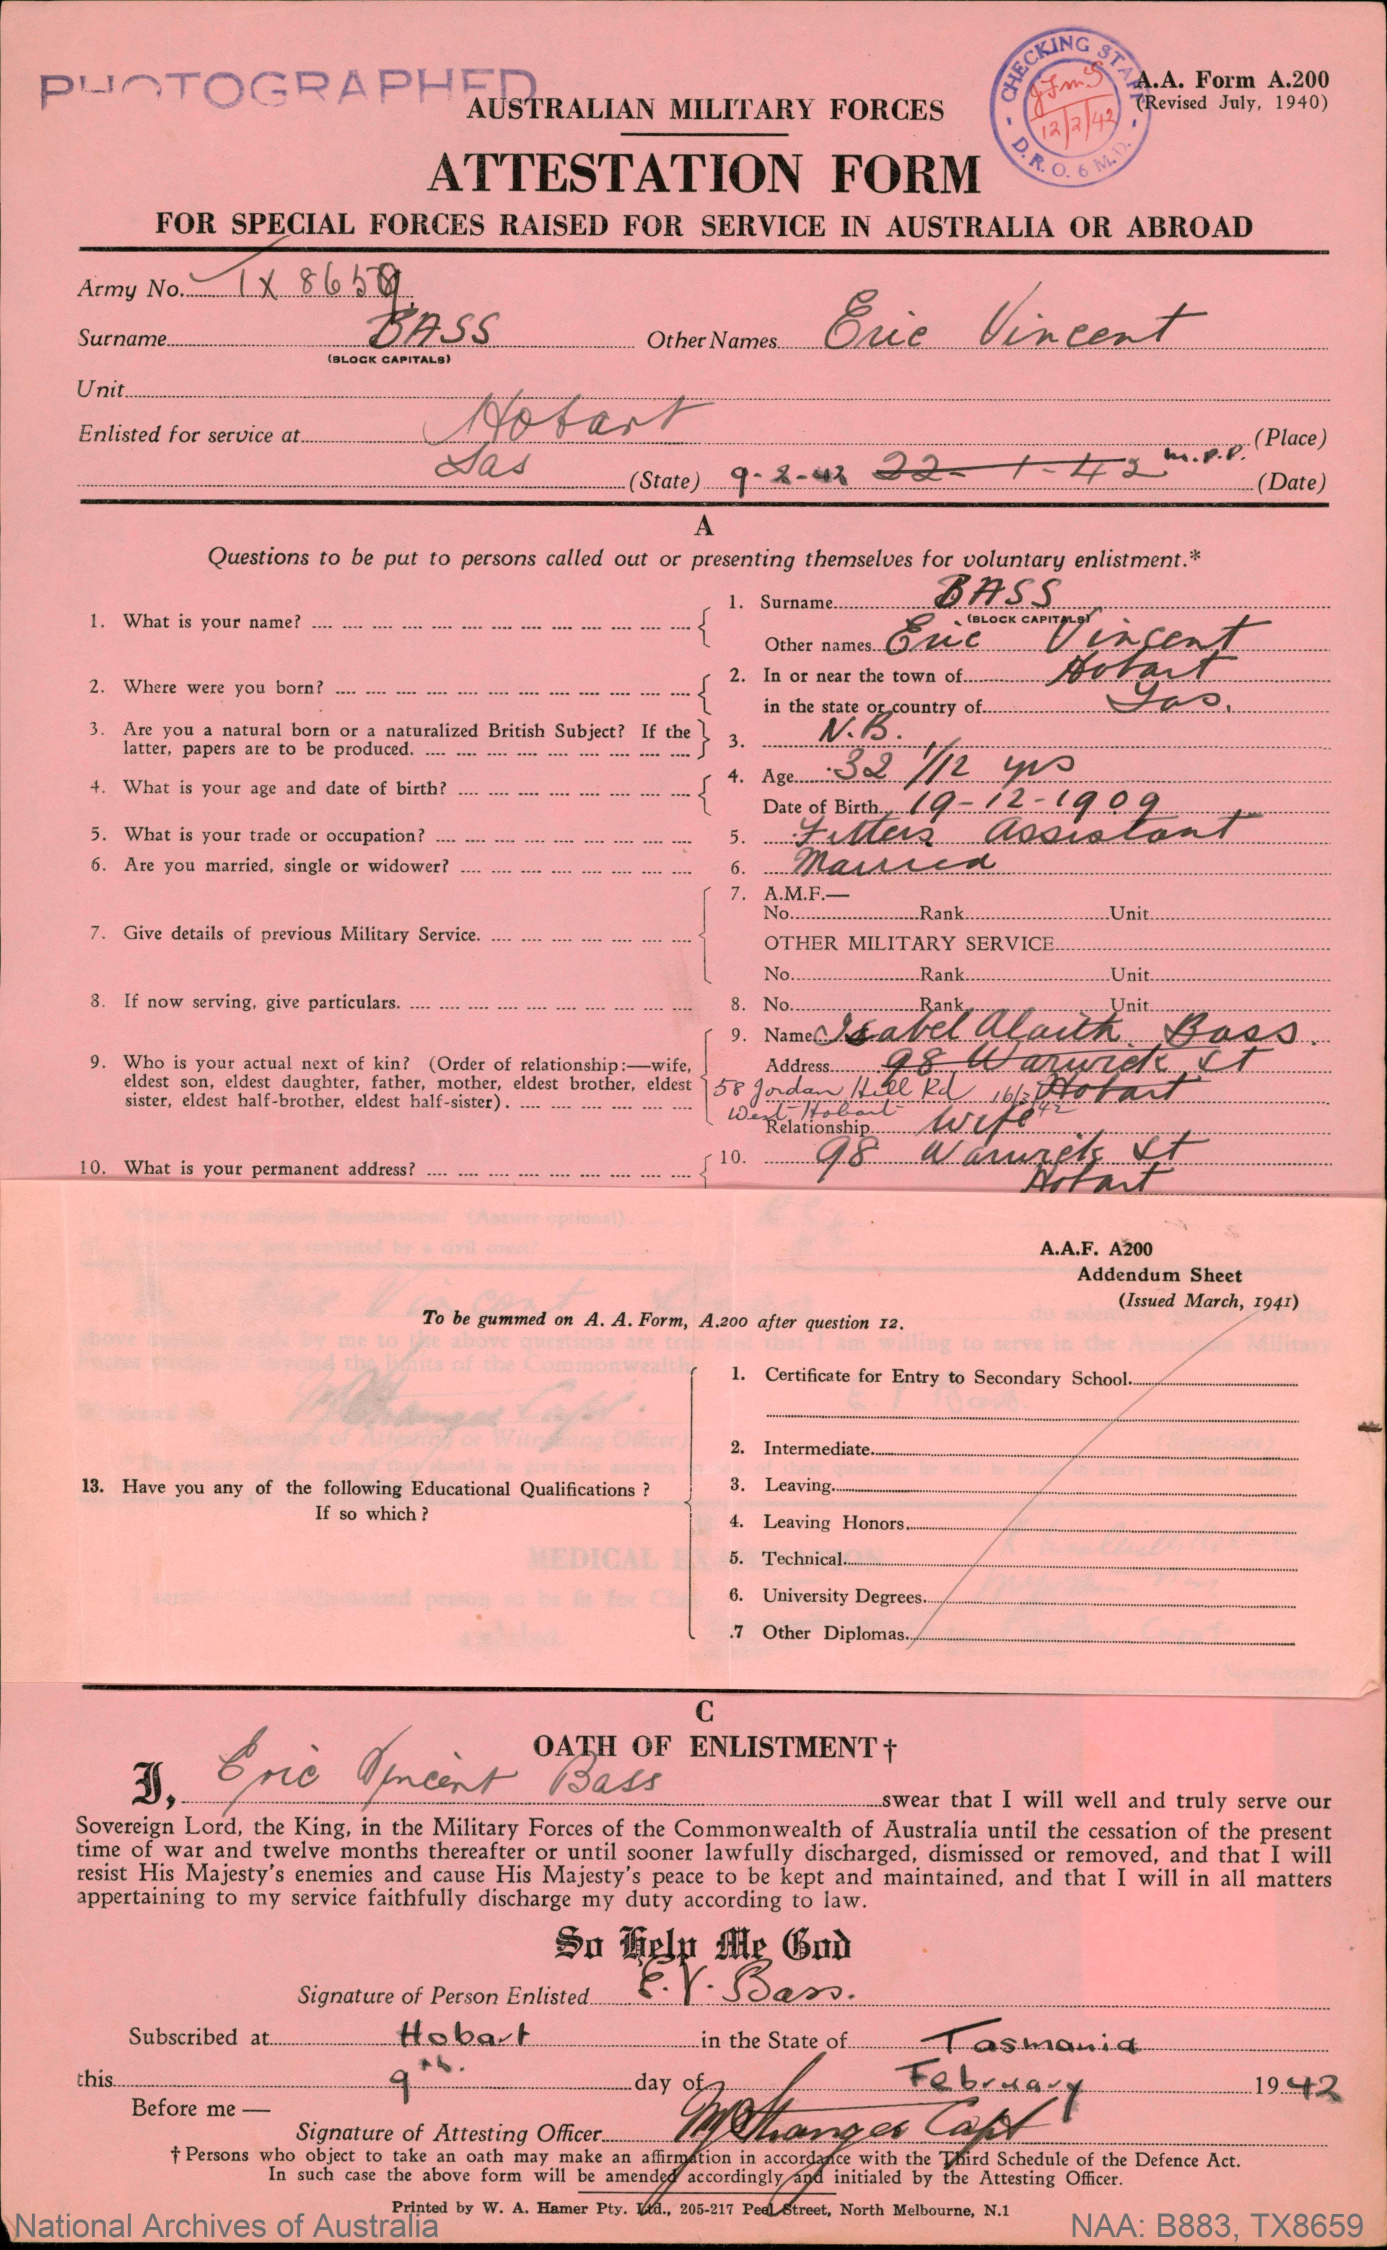 PHOTOGRAPHED
CHECKING STAFF
12/2/42
- D.R.O. 6 M.D. -
A.A. Form A.200
(Revised July, 1940)
AUSTRALIAN MILITARY FORCES
ATTESTATION FORM
FOR SPECIAL FORCES RAISED FOR SERVICE IN AUSTRALIA OR ABROAD
Army No. TX 8659
Surname BASS Other Names Eric Vincent
(BLOCK CAPITALS)
Unit
Enlisted for service at Hobart (Place)
Tas (State) 9-2-42 22-1-42 (Date)
A
Questions to be put to persons called out or presenting themselves for voluntary enlistment.*
1. What is your name? 1. Surname BASS
(BLOCK CAPITALS)
Other names Eric Vincent
2. Where were you born? 2. In or near the town of Hobart
in the state or country of Tas.
3. Are you a natural born or a naturalized British Subject? If the
latter, papers are to be produced. 3. N.B.
4. What is your age and date of birth? 4. Age 32 1/12 yrs
Date of Birth 19-12-1909
5. What is your trade or occupation? 5. Fitters Assistant
6. Are you married, single or widower? 6. Married
7. Give details of previous Military Service. 7. A.M.F.—
No. Rank Unit
OTHER MILITARY SERVICE
No. Rank Unit
8. If now serving, give particulars. 8. No. Rank Unit
9. Who is your actual next of kin? (Order of relationship:—wife,
eldest son, eldest daughter, father, mother, eldest brother, eldest
sister, eldest half-brother, eldest half-sister).
9. Name Isabel Bass.
Address 98 Warwick St
58 Jordan Hill Rd 16/3/42 Hobart
West Hobart
Relationship Wife
10. What is your permanent address? 10. 98 Warwick St
Hobart
A.A.F. A200
Addendum Sheet
(Issued March, 1941)
To be gummed on A. A. Form, A.200 after question 12.
13. Have you any of the following Educational Qualifications ?
If so which ?
1. Certificate for Entry to Secondary School
2. Intermediate
3. Leaving
4. Leaving Honors
5. Technical
6. University Degrees
.7 Other Diplomas
C
OATH OF ENLISTMENT †
I, Eric Vincent Bass swear that I will well and truly serve our
Sovereign Lord, the King, in the Military Forces of the Commonwealth of Australia until the cessation of the present
time of war and twelve months thereafter or until sooner lawfully discharged, dismissed or removed, and that I will
resist His Majesty's enemies and cause His Majesty's peace to be kept and maintained, and that I will in all matters
appertaining to my service faithfully discharge my duty according to law.
So Help Me God
Signature of Person Enlisted E. V. Bass.
Subscribed at Hobart in the State of Tasmania
this 9th. day of February 1942
Before me —
Signature of Attesting Officer Capt
† Persons who object to take an oath may make an affirmation in accordance with the Third Schedule of the Defence Act.
In such case the above form will be amended accordingly and initialed by the Attesting Officer.
Printed by W. A. Hamer Pty. Ltd., 205-217 Peel Street, North Melbourne, N.1
National Archives of Australia NAA: B883, TX8659